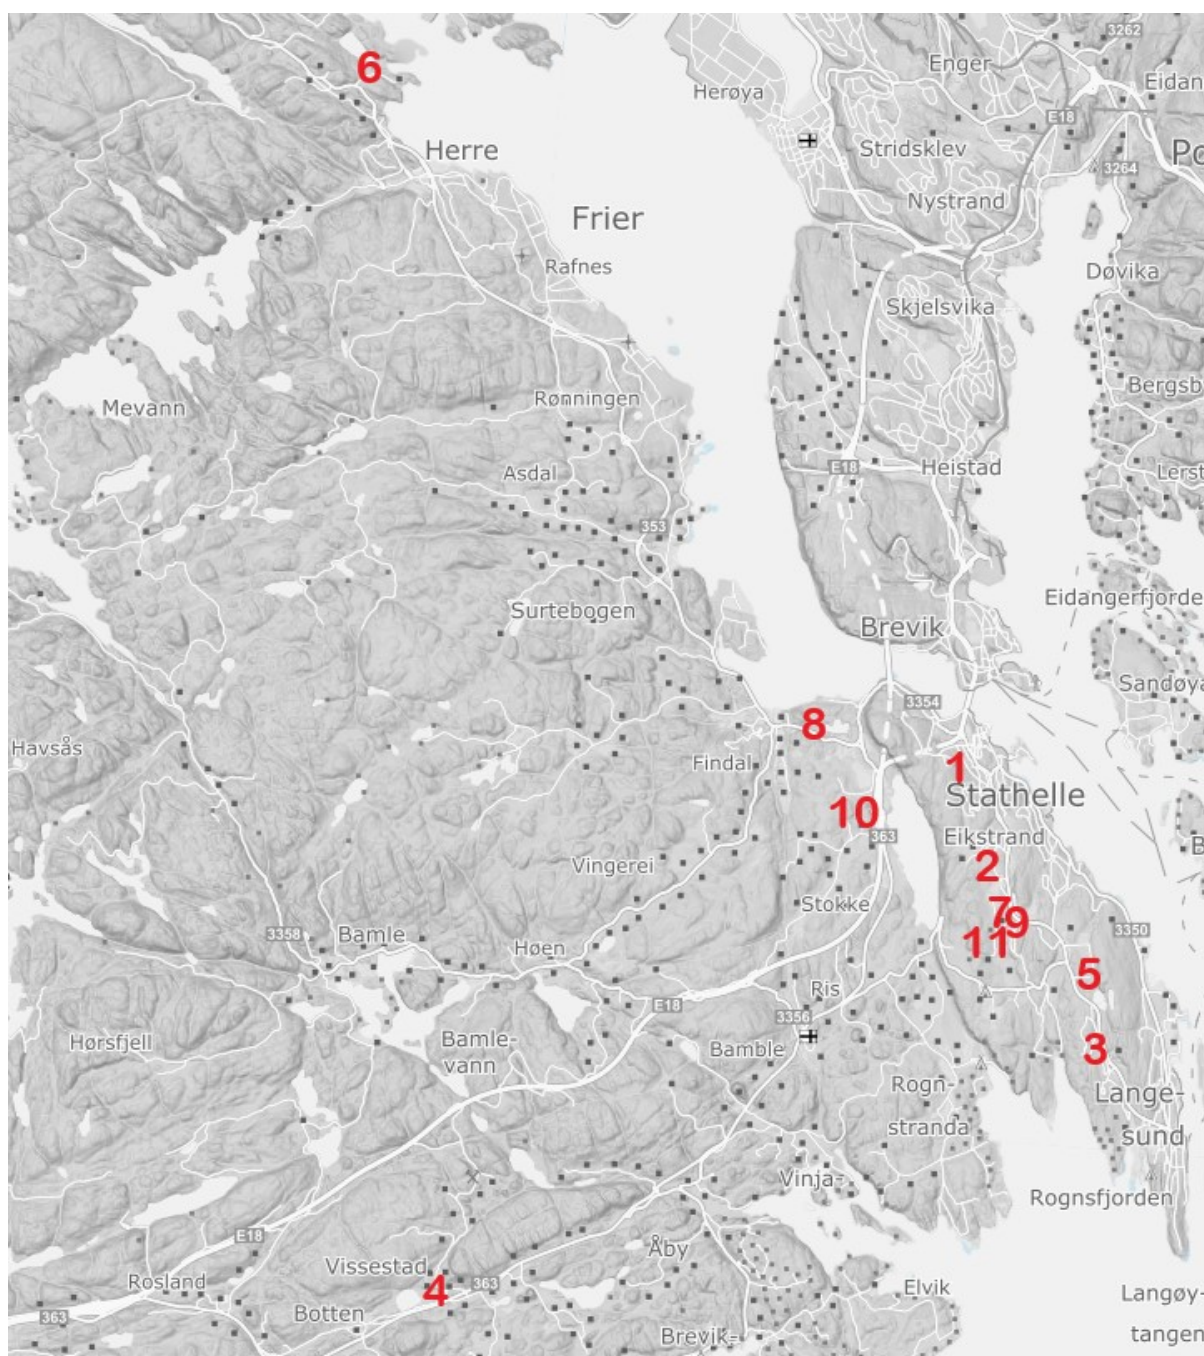 3262
Enger
6
Eidan
Herøya
E18
Herre
Stridsklev
Po
3264
Nystrand
Frier
Rafnes
Døvika
Skjelsvika
Bergsb
Rønningen
Mevann
E18
Heistad
Asdal
Lerst
353
Eidangerfjorde
Surtebogen
Brevik
Sandøya
3354
8
Havsås
Findal
1
Stathelle
10
363
Eikstrand
B
Vingerei
2
Stokke
7
9
3358
Bamle
3350
11
Høen
5
Ris
E18
3356
Hørsfjell
Bamle-
vann
Bamble
3
Rogn-
stranda
Lange-
sund
Vinja-
Rognsfjorden
E18
Åby
Vissestad
Rosland
4
363
Elvik
Langøy-
tangen
363
Botten
Brevik-